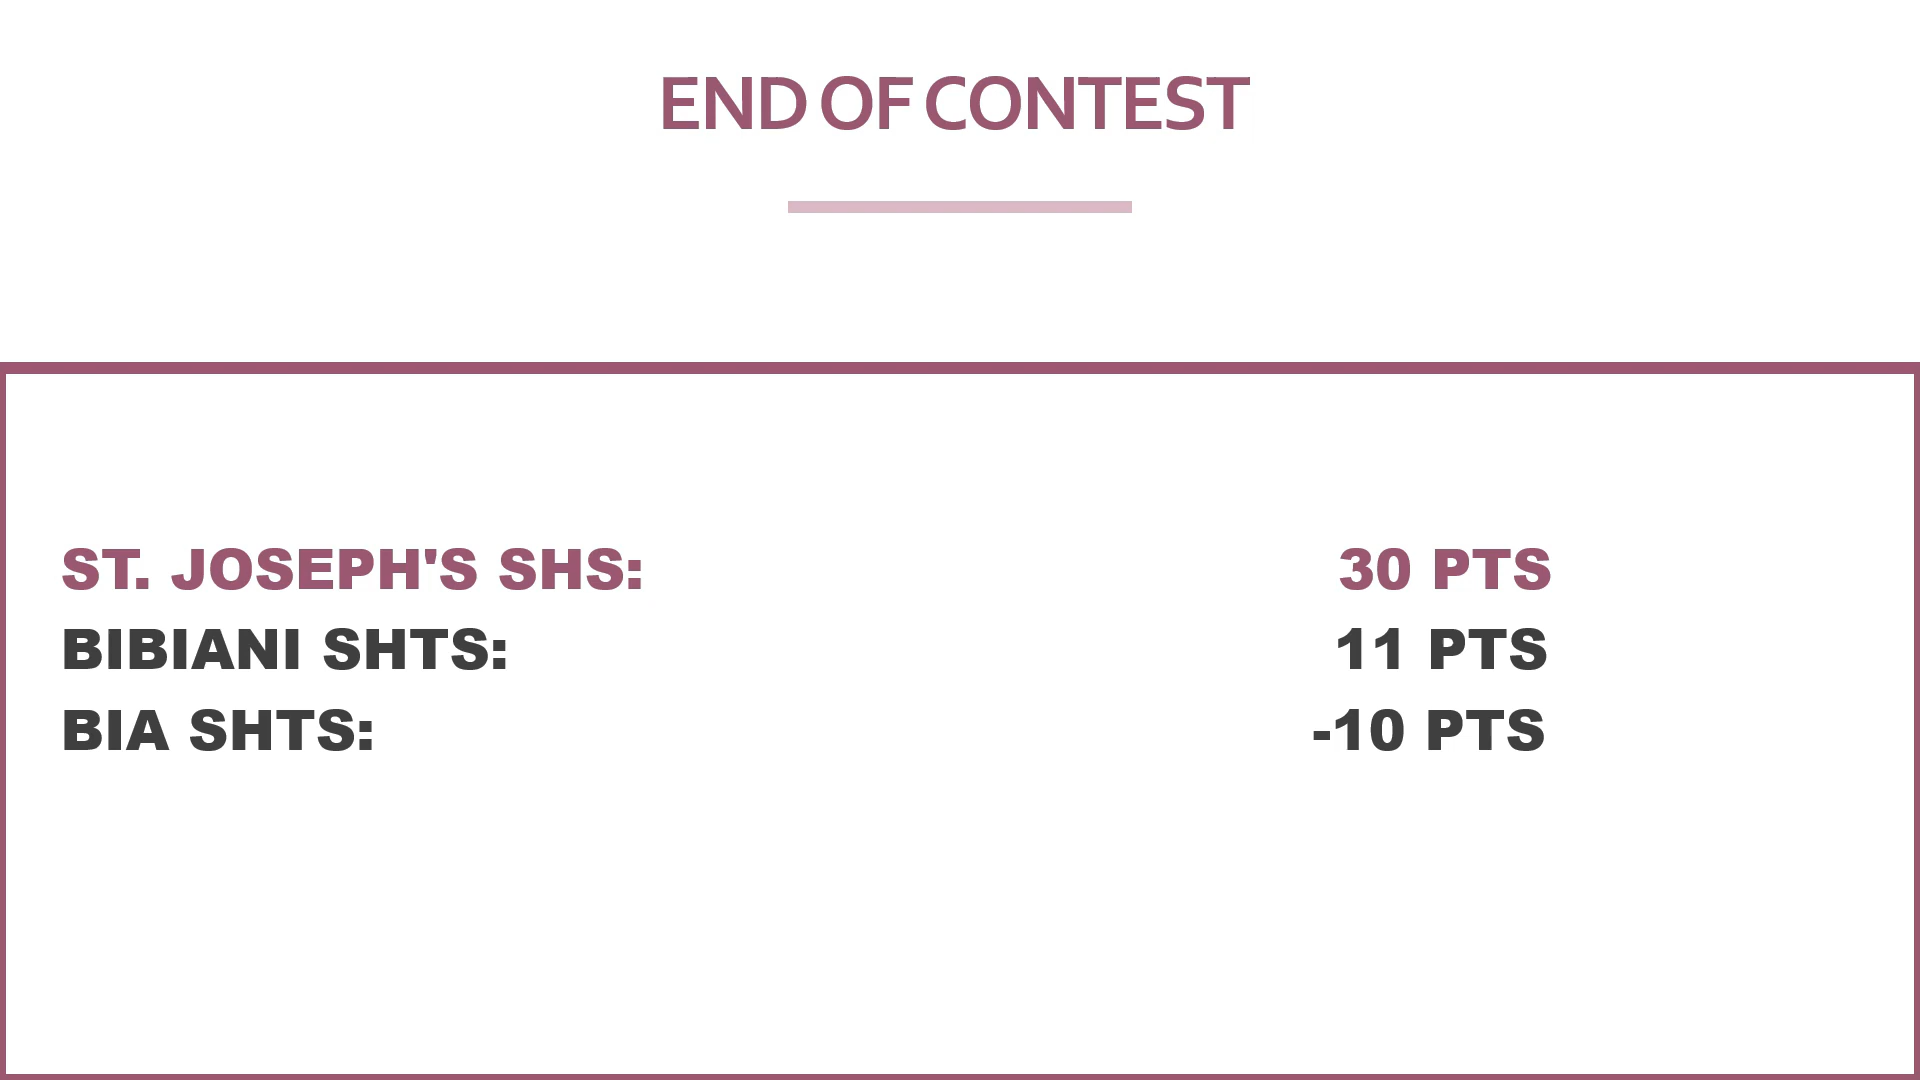 END OF CONTEST
ST. JOSEPH'S SHS: 30 PTS
BIBIANI SHTS: 11 PTS
BIA SHTS: -10 PTS